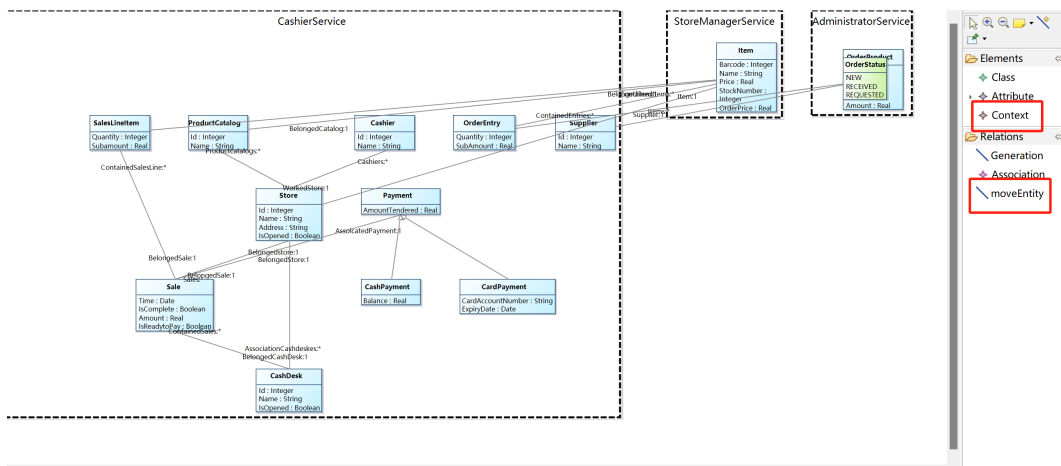 CashierService
StoreManagerService
AdministratorService
Item
Barcode : Integer
Name : String
Price : Real
StockNumber :
Integer
OrderPrice : Real
OrderProduct
OrderStatus
NEW
RECEIVED
REQUESTED
Amount : Real
Item:1
ContainedEntries:*
Supplier:1
SalesLineItem
Quantity : Integer
Subamount : Real
ProductCatalog
Id : Integer
Name : String
Productcatalogs:*
BelongedCatalog:1
Cashier
Id : Integer
Name : String
Cashiers:*
OrderEntry
Quantity : Integer
SubAmount : Real
Supplier
Id : Integer
Name : String
ContainedSalesLine:*
WorkedStore:1
Store
Id : Integer
Name : String
Address : String
IsOpened : Boolean
Payment
AmountTendered : Real
AssolcatedPayment:1
Belongedstore:1
BelongedStore:1
BelongedSale:1
BelongedSale:1
Sale
Time : Date
IsComplete : Boolean
Amount : Real
IsReadytoPay : Boolean
ContainedSales:*
CashPayment
Balance : Real
CardPayment
CardAccountNumber : String
ExpiryDate : Date
AssociationCashdeskes:*
BelongedCashDesk:1
CashDesk
Id : Integer
Name : String
IsOpened : Boolean
Elements
Class
Attribute
Context
Relations
Generation
Association
moveEntity